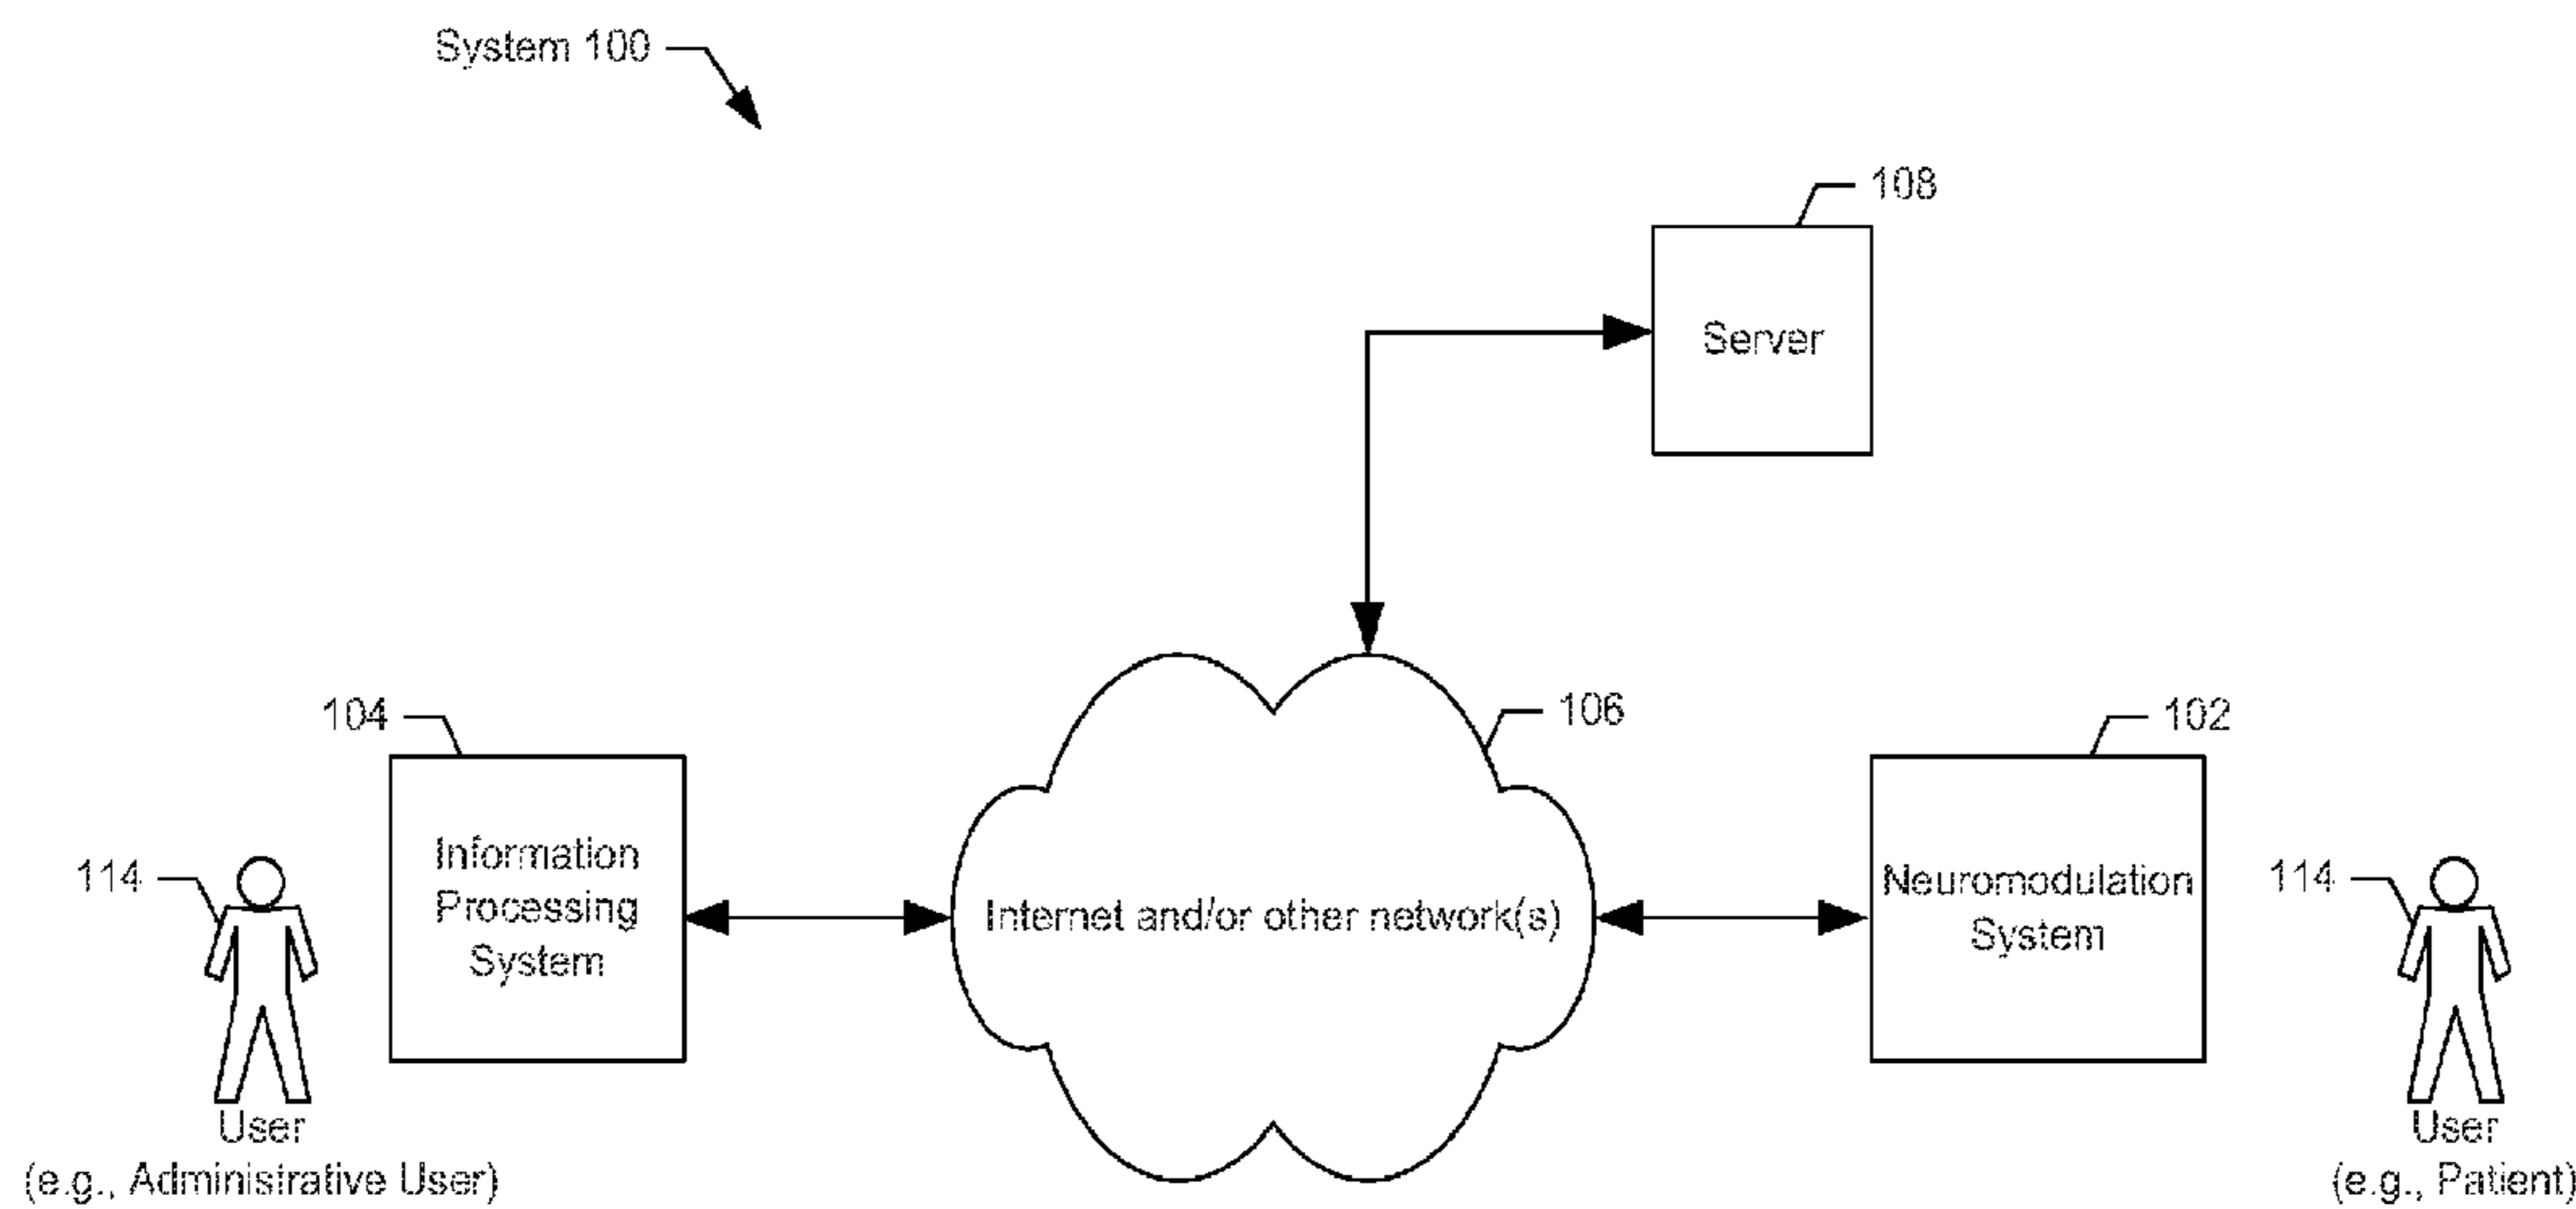 System 100
108
Server
104
106
102
114
Information
Processing
System
Internet and/or other network(s)
Neuromodulation
System
114
User
(e.g., Administrative User)
User
(e.g., Patient)